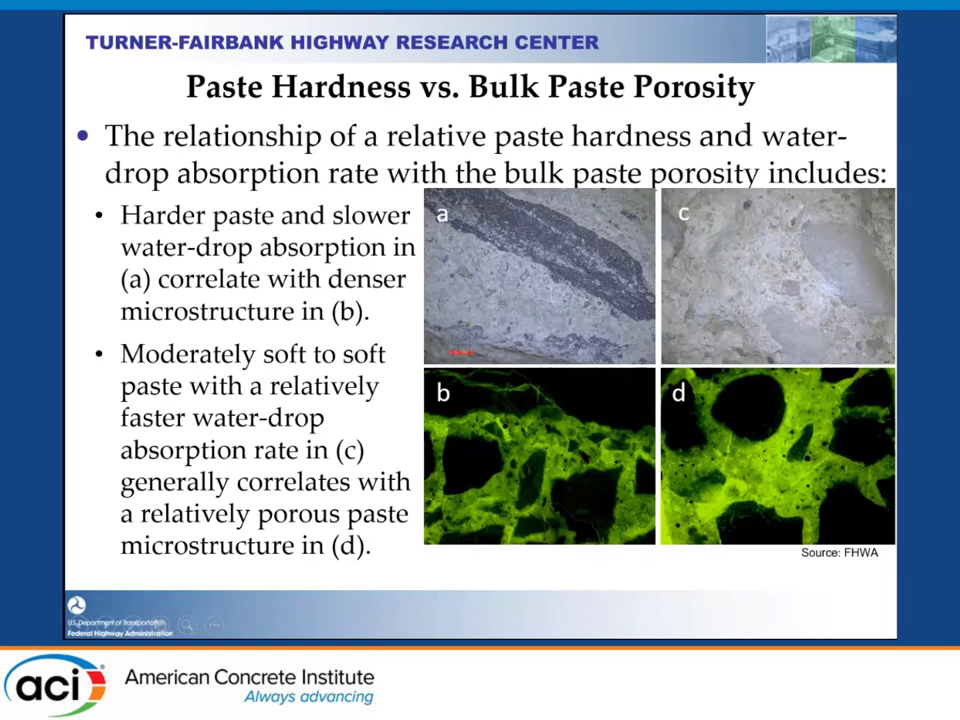 TURNER-FAIRBANK HIGHWAY RESEARCH CENTER
Paste Hardness vs. Bulk Paste Porosity
• The relationship of a relative paste hardness and water-
drop absorption rate with the bulk paste porosity includes:
• Harder paste and slower
water-drop absorption in
(a) correlate with denser
microstructure in (b).
• Moderately soft to soft
paste with a relatively
faster water-drop
absorption rate in (c)
generally correlates with
a relatively porous paste
microstructure in (d).
a
c
b
d
Source: FHWA
U.S. Department of Transportation
Federal Highway Administration
aci
American Concrete Institute
Always advancing